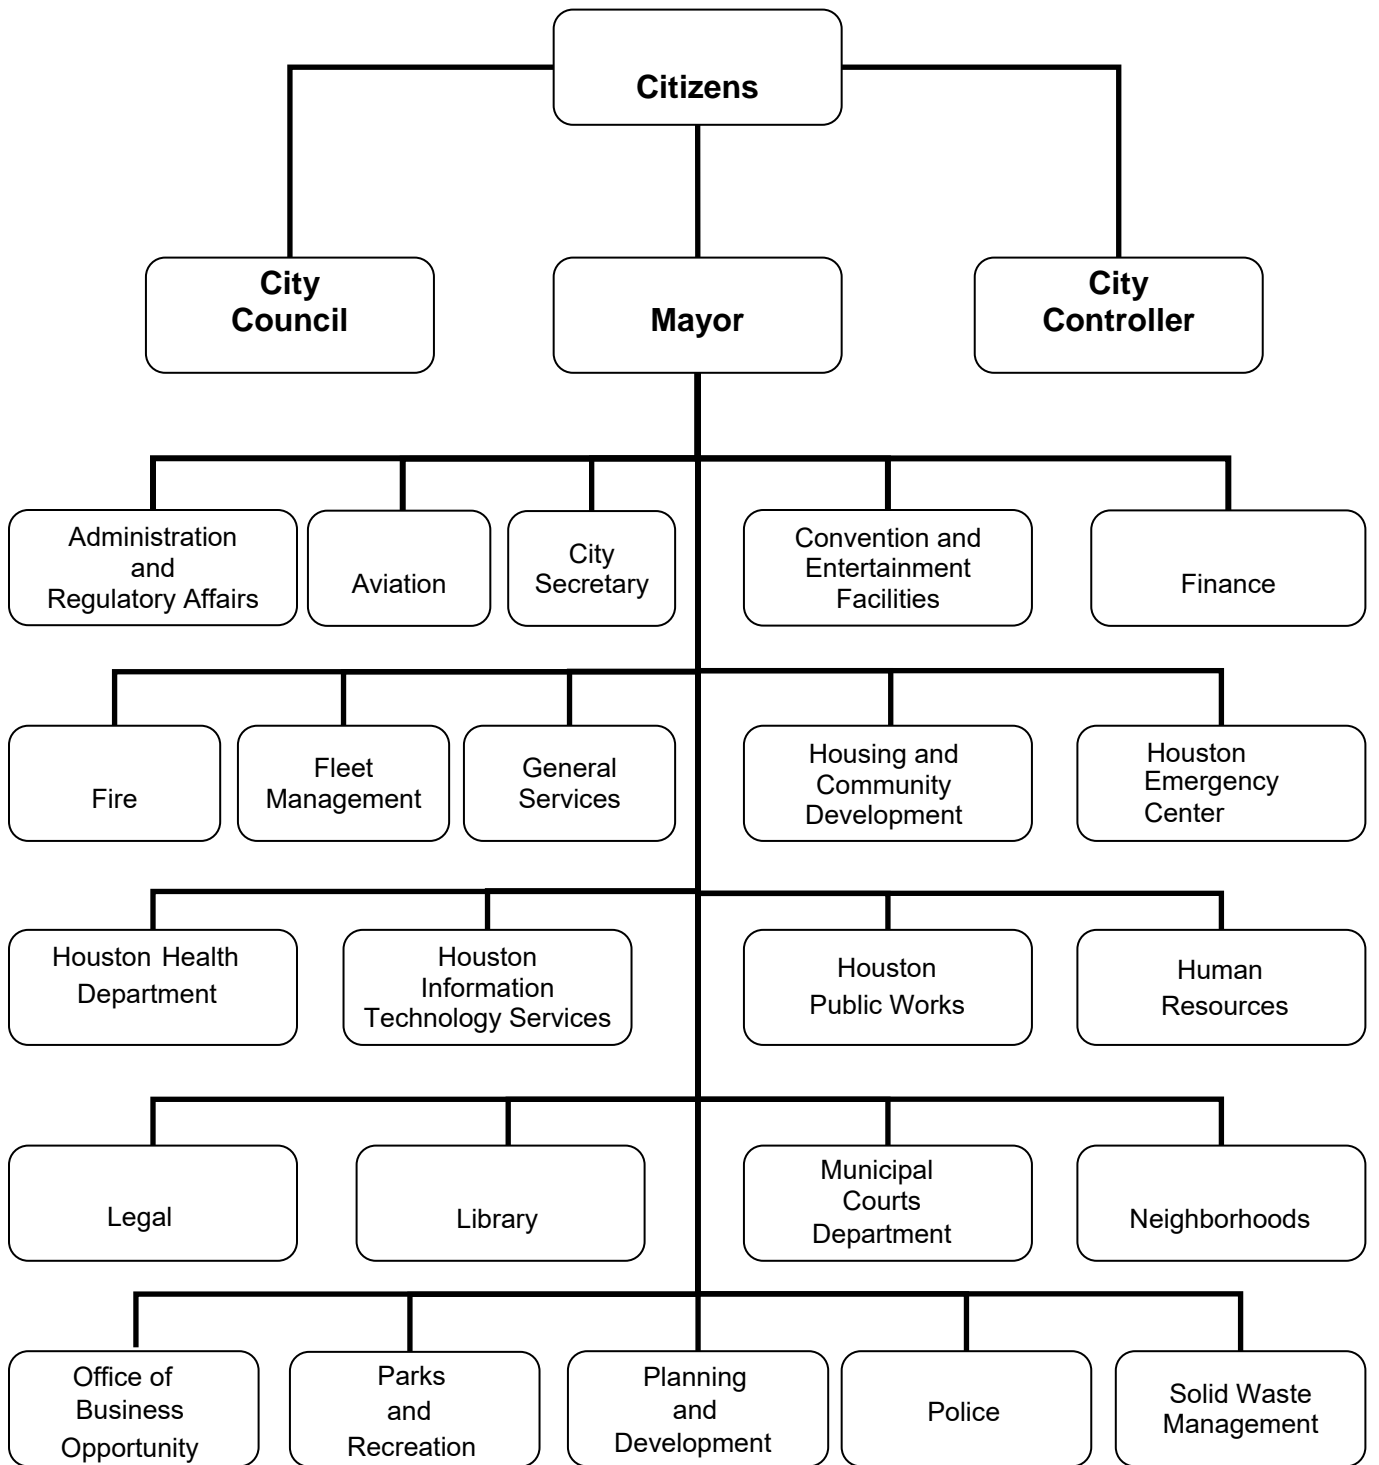 Citizens
City
Council
Mayor
City
Controller
Administration
and
Regulatory Affairs
Aviation
City
Secretary
Convention and
Entertainment
Facilities
Finance
Fire
Fleet
Management
General
Services
Housing and
Community
Development
Houston
Emergency
Center
Houston Health
Department
Houston
Information
Technology Services
Houston
Public Works
Human
Resources
Legal
Library
Municipal
Courts
Department
Neighborhoods
Office of
Business
Opportunity
Parks
and
Recreation
Planning
and
Development
Police
Solid Waste
Management